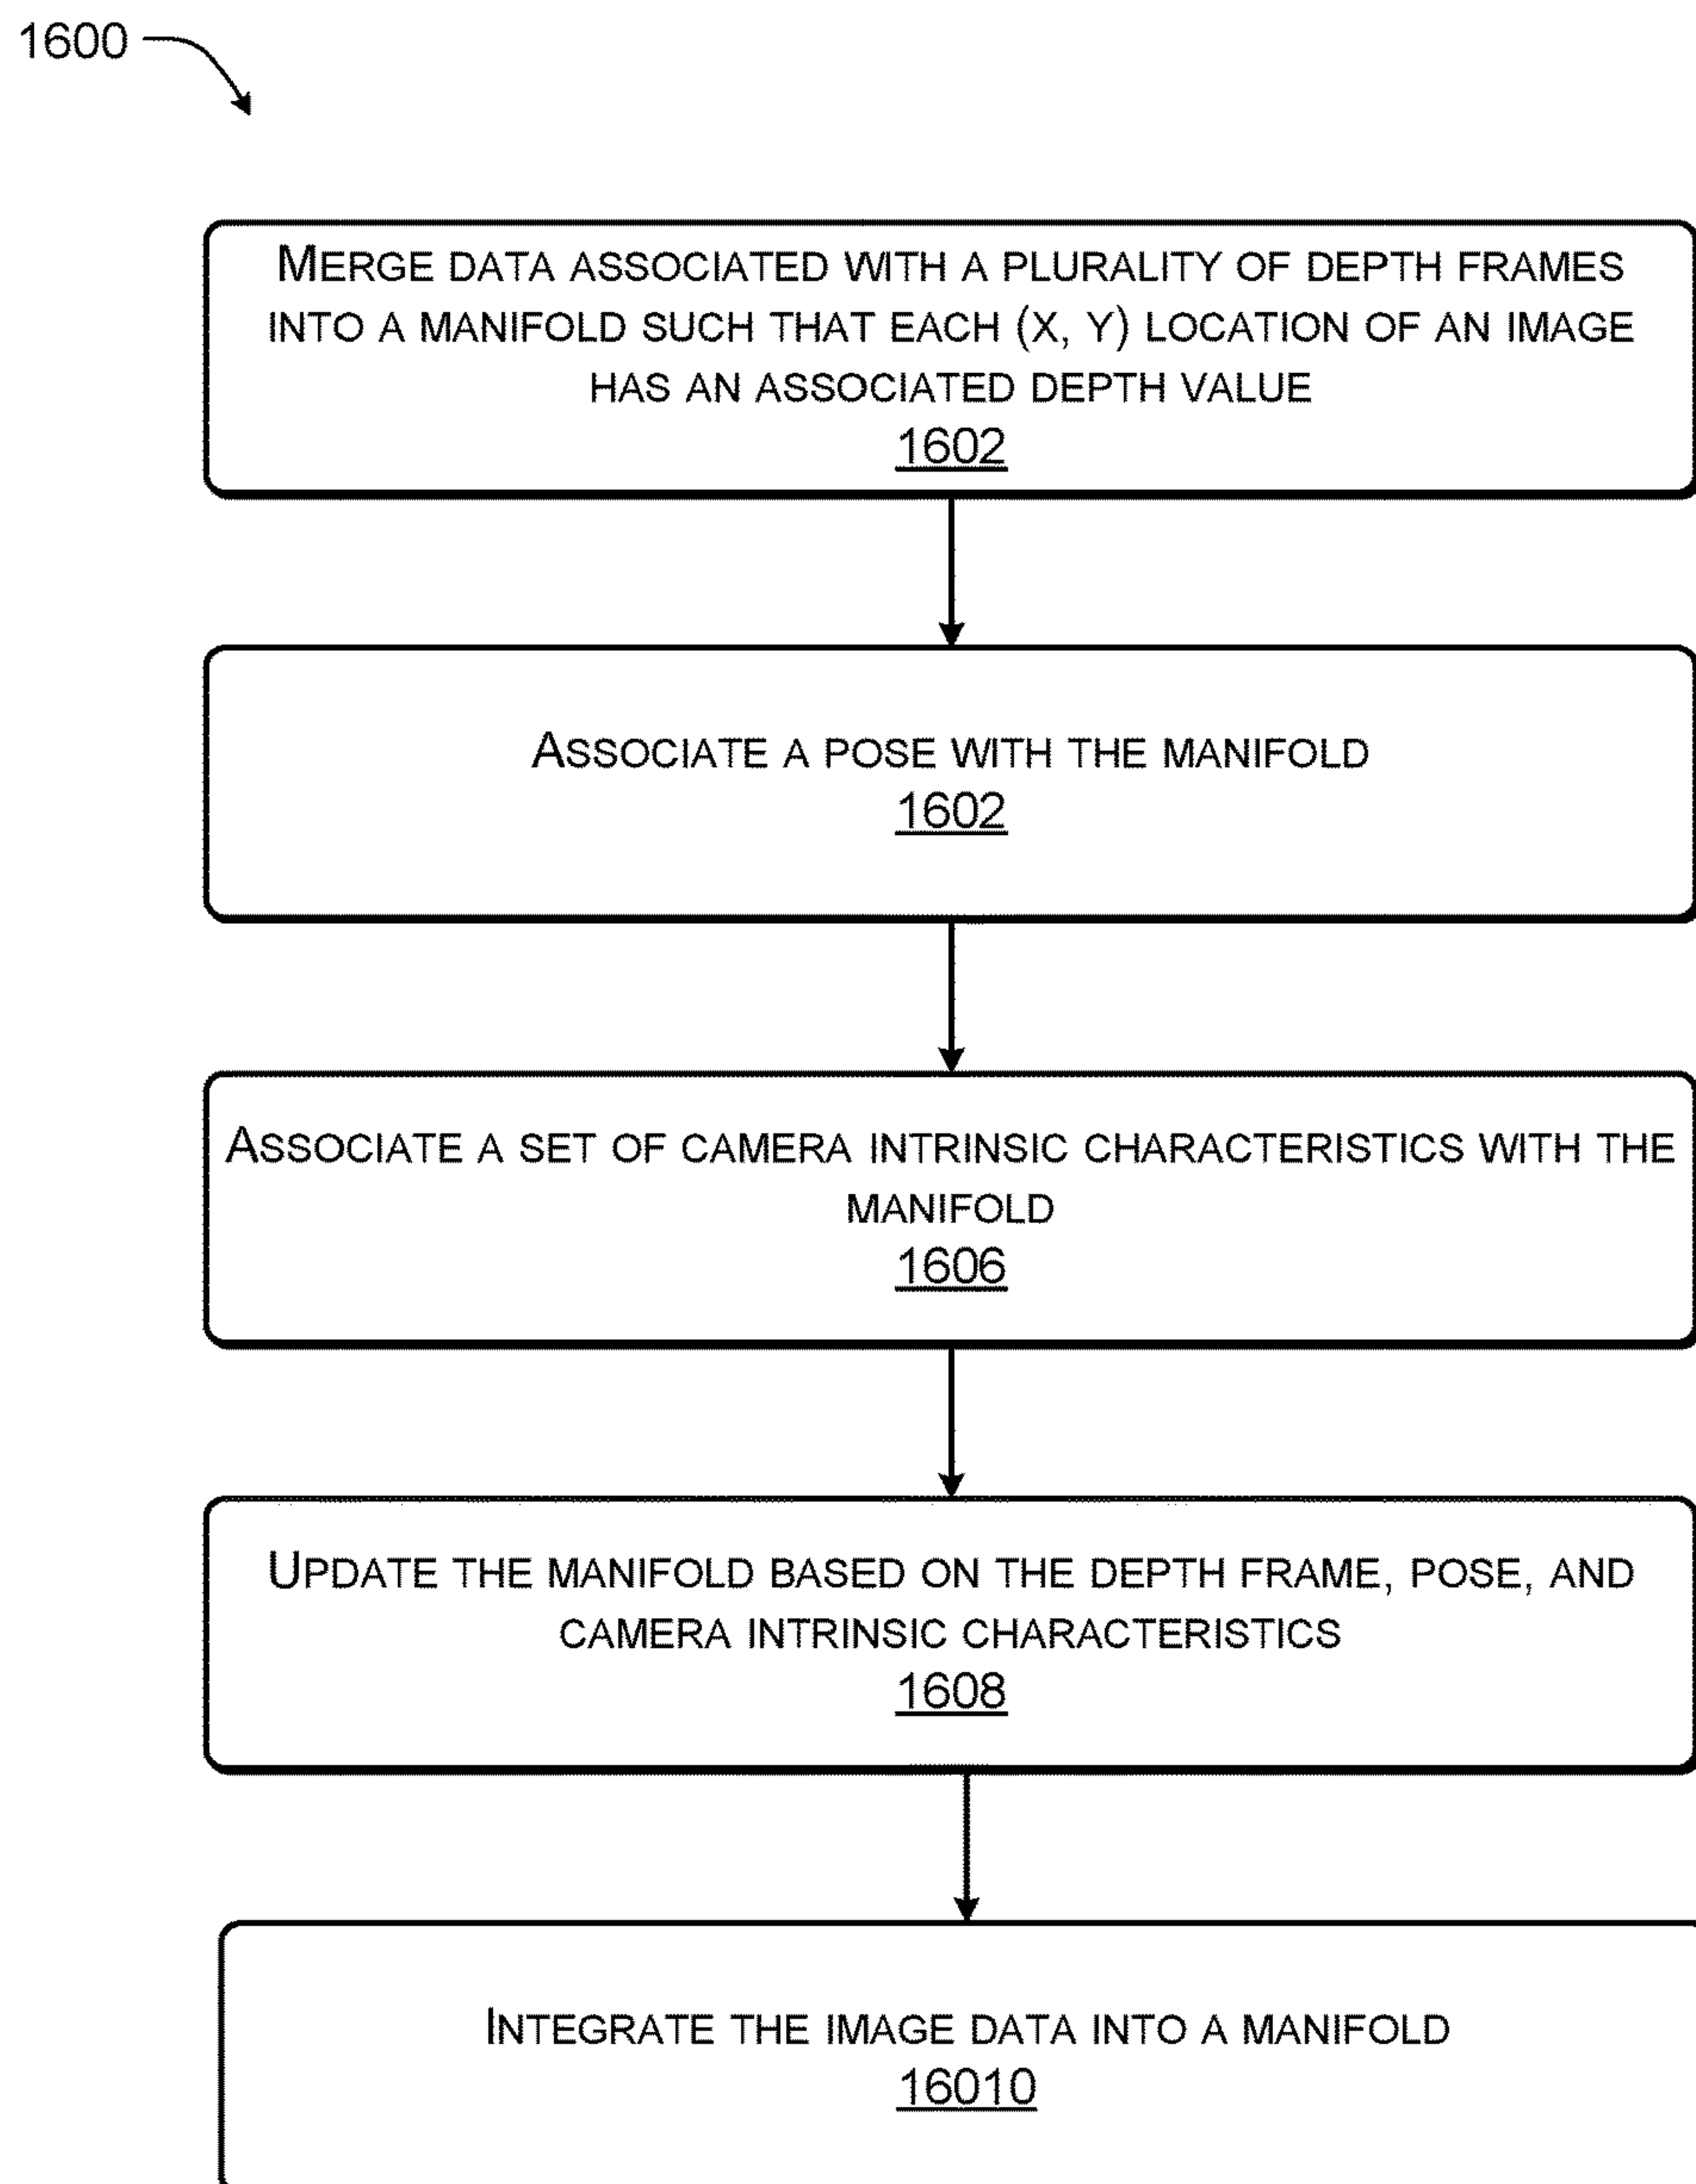 1600
MERGE DATA ASSOCIATED WITH A PLURALITY OF DEPTH FRAMES
INTO A MANIFOLD SUCH THAT EACH (X, Y) LOCATION OF AN IMAGE
HAS AN ASSOCIATED DEPTH VALUE
1602
ASSOCIATE A POSE WITH THE MANIFOLD
1602
ASSOCIATE A SET OF CAMERA INTRINSIC CHARACTERISTICS WITH THE
MANIFOLD
1606
UPDATE THE MANIFOLD BASED ON THE DEPTH FRAME, POSE, AND
CAMERA INTRINSIC CHARACTERISTICS
1608
INTEGRATE THE IMAGE DATA INTO A MANIFOLD
16010